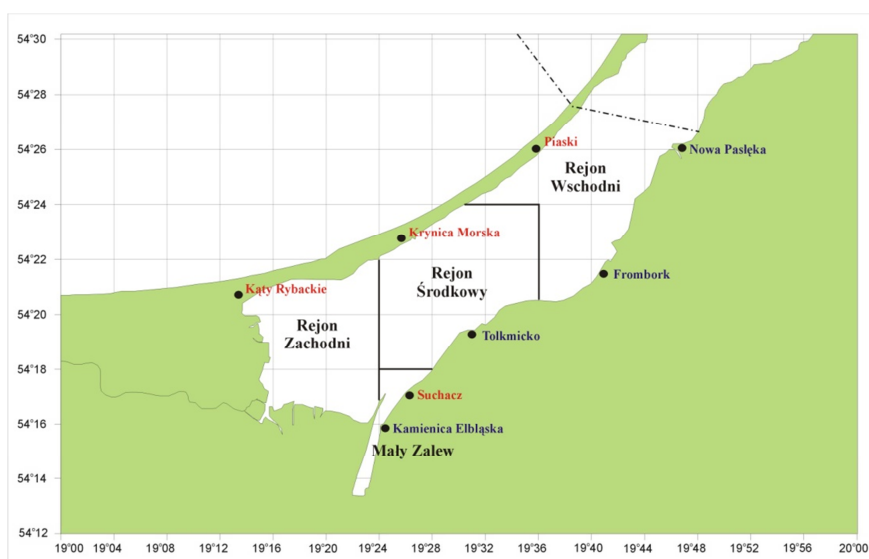 54°30
54°28
54°26
54°24
54°22
54°20
54°18
54°16
54°14
54°12
Piaski
Nowa Pasłęka
Rejon
Wschodni
Krynica Morska
Rejon
Środkowy
Frombork
Kąty Rybackie
Rejon
Zachodni
Tolkmicko
Suchacz
Kamienica Elbląska
Mały Zalew
19°00 19°04 19°08 19°12 19°16 19°20 19°24 19°28 19°32 19°36 19°40 19°44 19°48 19°52 19°56 20°00